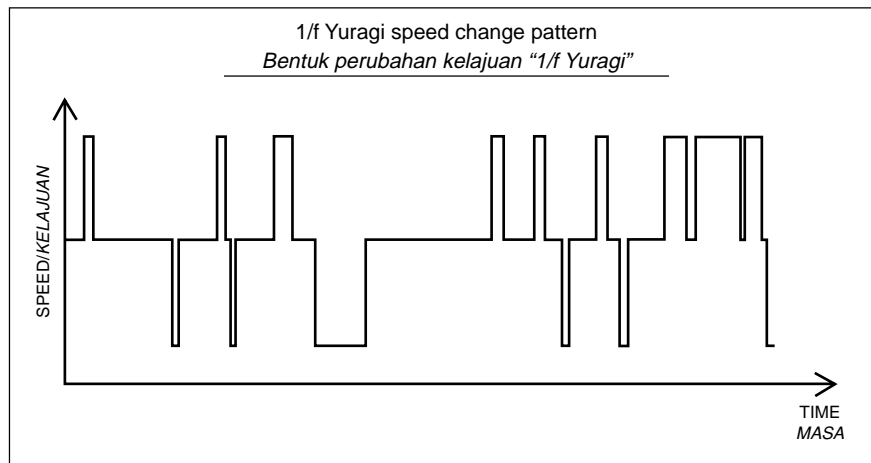 1/f Yuragi speed change pattern
Bentuk perubahan kelajuan “1/f Yuragi”
SPEED/KELAJUAN
TIME
MASA